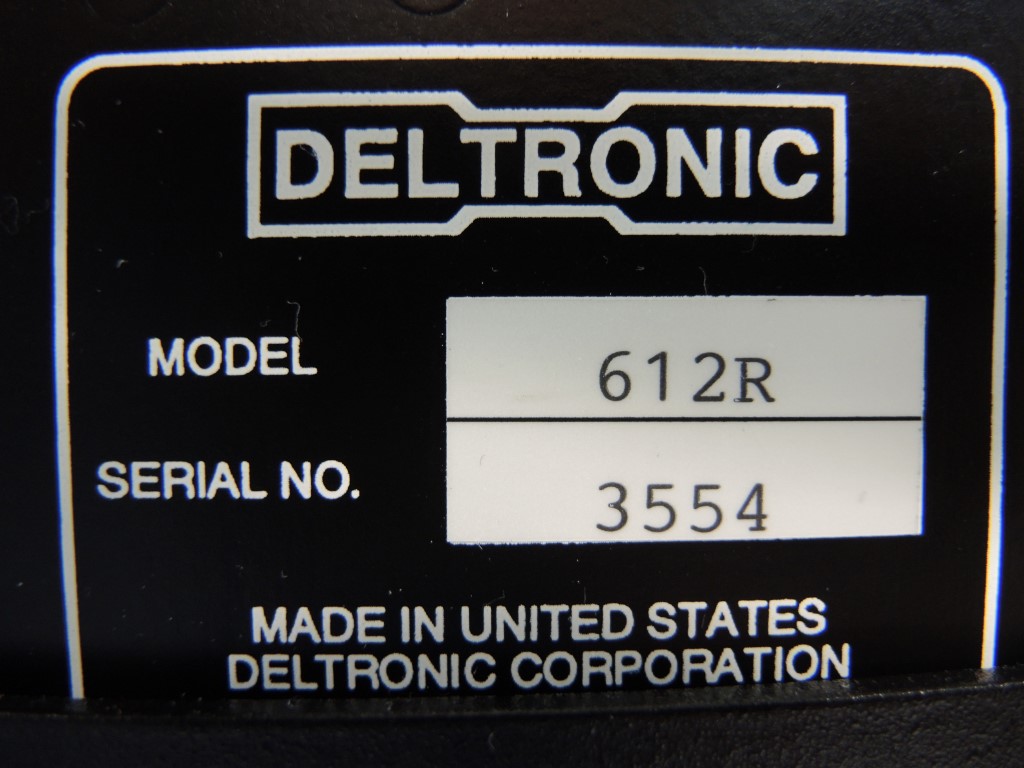 DELTRONIC
MODEL 612R
SERIAL NO. 3554
MADE IN UNITED STATES
DELTRONIC CORPORATION